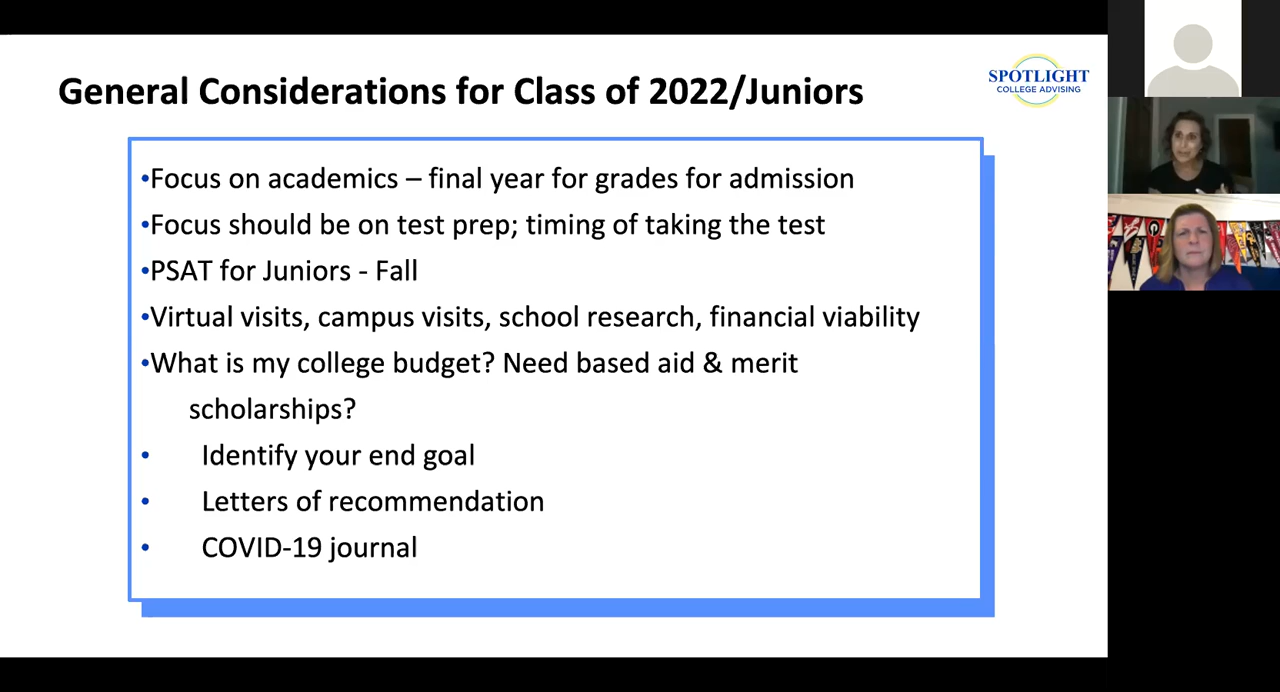 General Considerations for Class of 2022/Juniors
SPOTLIGHT
COLLEGE ADVISING
•Focus on academics – final year for grades for admission
•Focus should be on test prep; timing of taking the test
•PSAT for Juniors - Fall
•Virtual visits, campus visits, school research, financial viability
•What is my college budget? Need based aid & merit
scholarships?
• Identify your end goal
• Letters of recommendation
• COVID-19 journal